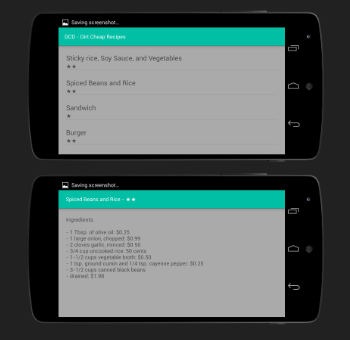 Saving screenshot...
DCD - Dirt Cheap Recipes
Sticky rice, Soy Sauce, and Vegetables
★★
Spiced Beans and Rice
★★
Sandwich
★
Burger
★★
Saving screenshot...
Spiced Beans and Rice - ★★
Ingredients:
- 1 Tbsp. of olive oil: $0.25
- 1 large onion, chopped: $0.99
- 2 cloves garlic, minced: $0.50
- 3/4 cup uncooked rice: 50 cents
- 1-1/2 cups vegetable broth: $0.50
- 1 tsp. ground cumin and 1/4 tsp. cayenne pepper: $0.25
- 3-1/2 cups canned black beans
- drained: $1.98